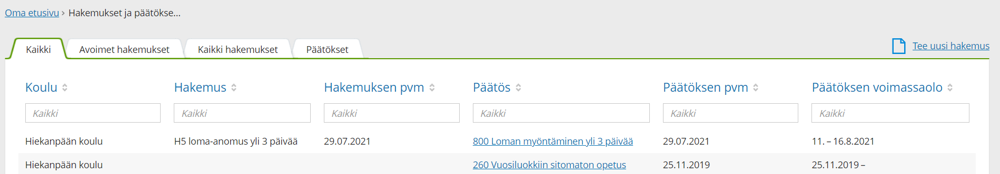 Oma etusivu › Hakemukset ja päätökse...
Kaikki Avoimet hakemukset Kaikki hakemukset Päätökset Tee uusi hakemus
Koulu Hakemus Hakemuksen pvm Päätös Päätöksen pvm Päätöksen voimassaolo
Kaikki Kaikki Kaikki Kaikki Kaikki Kaikki
Hiekanpään koulu H5 loma-anomus yli 3 päivää 29.07.2021 800 Loman myöntäminen yli 3 päivää 29.07.2021 11. – 16.8.2021
Hiekanpään koulu 260 Vuosiluokkiin sitomaton opetus 25.11.2019 25.11.2019 –